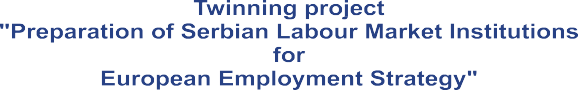 Twinning project
"Preparation of Serbian Labour Market Institutions
for
European Employment Strategy"